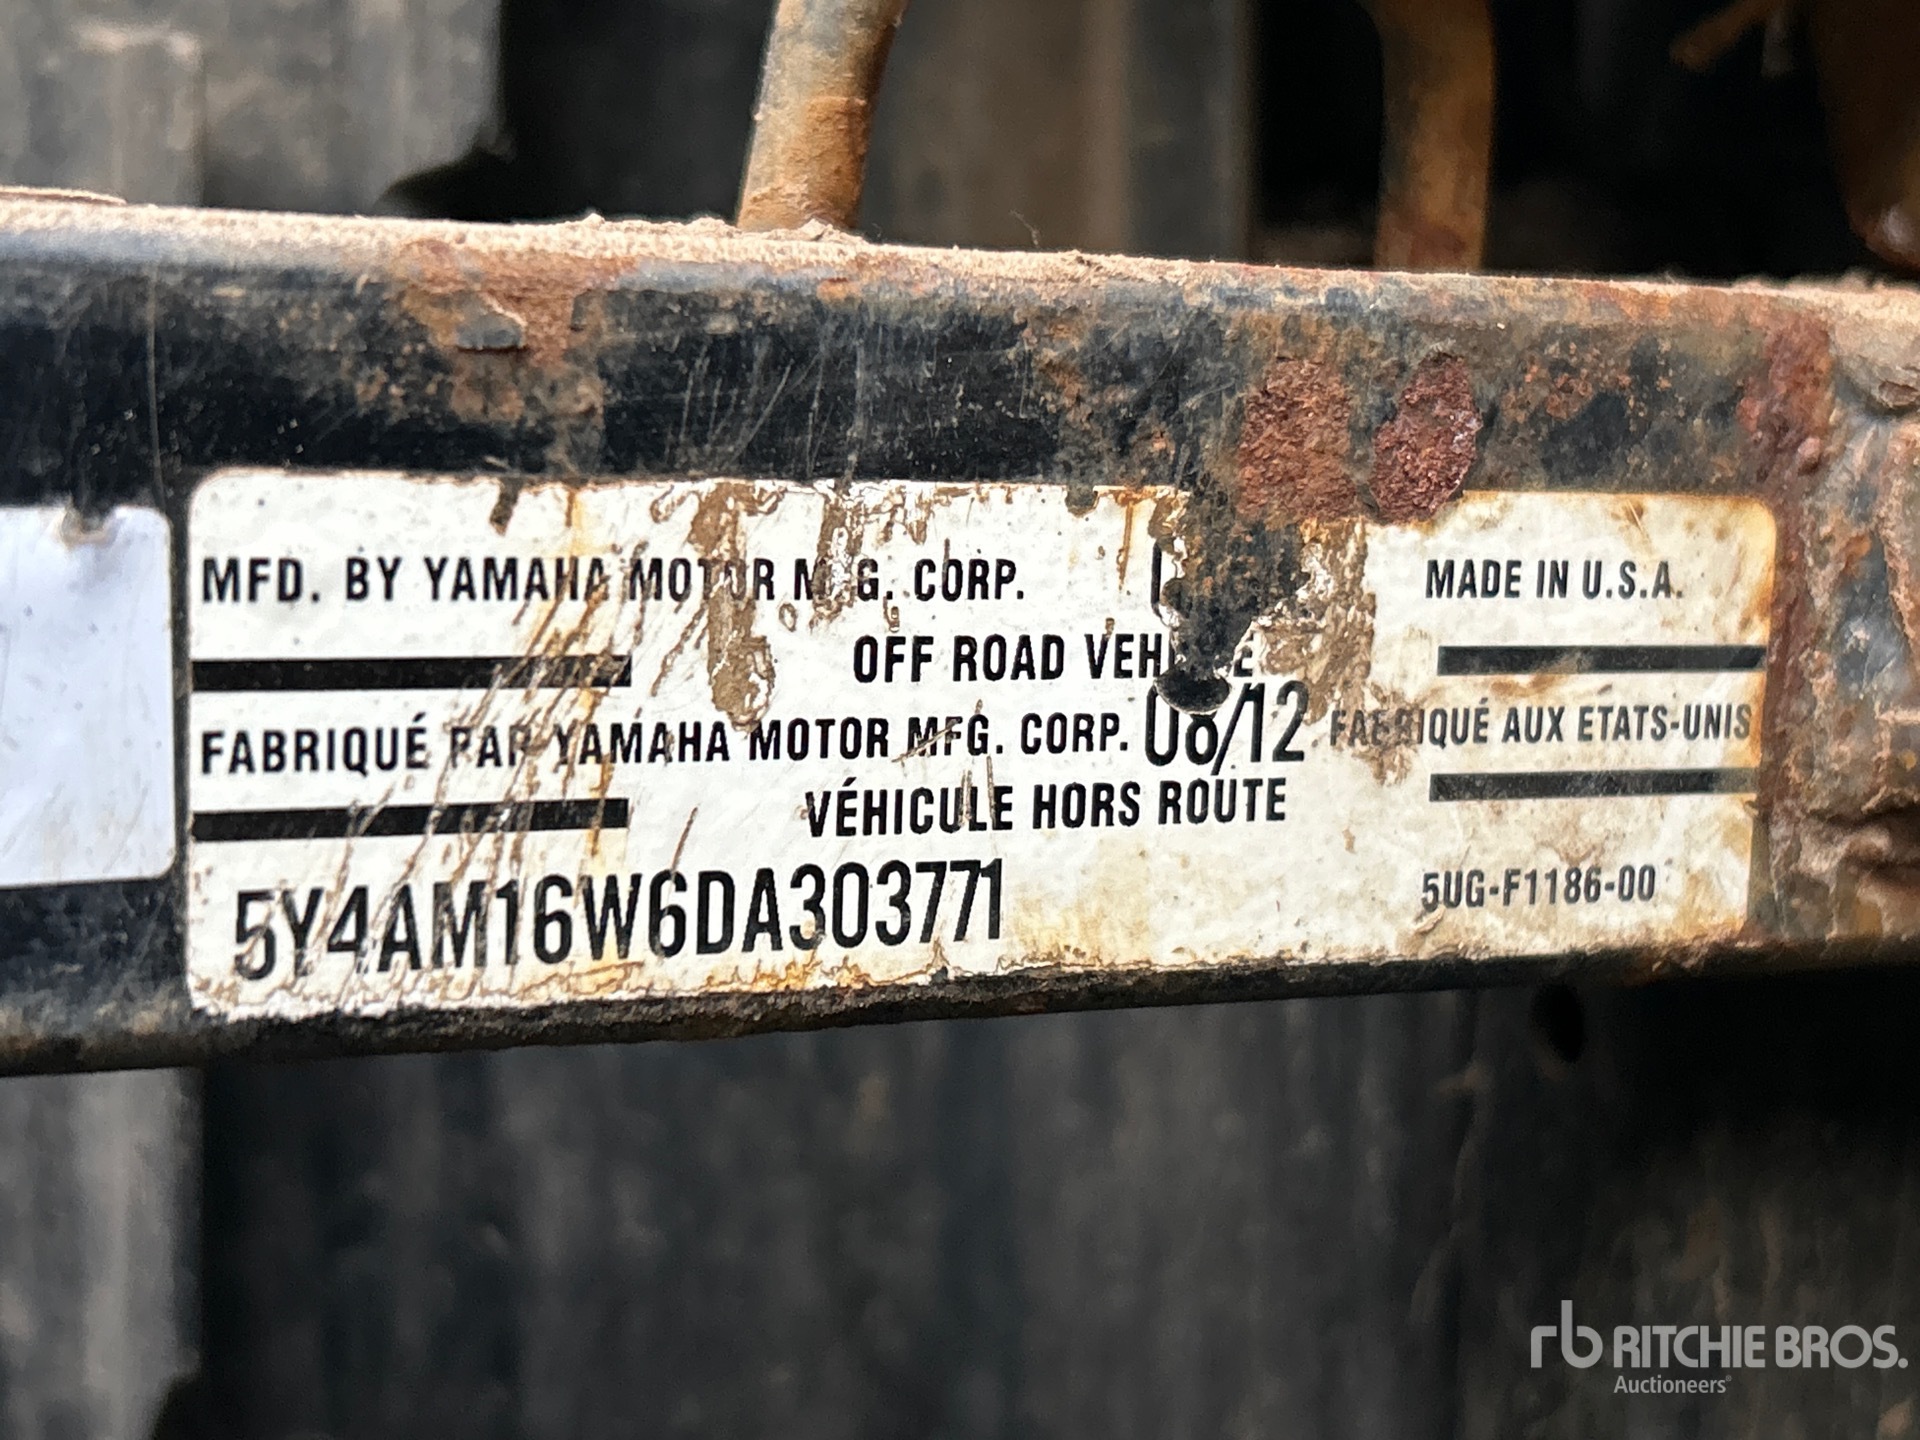 MFD. BY YAMAHA MOTOR MFG. CORP. MADE IN U.S.A.
OFF ROAD VEHICLE
FABRIQUÉ PAR YAMAHA MOTOR MFG. CORP. 08/12 FABRIQUÉ AUX ETATS-UNIS
VÉHICULE HORS ROUTE
5Y4AM16W6DA303771 5UG-F1186-00
rb RITCHIE BROS.
Auctioneers®